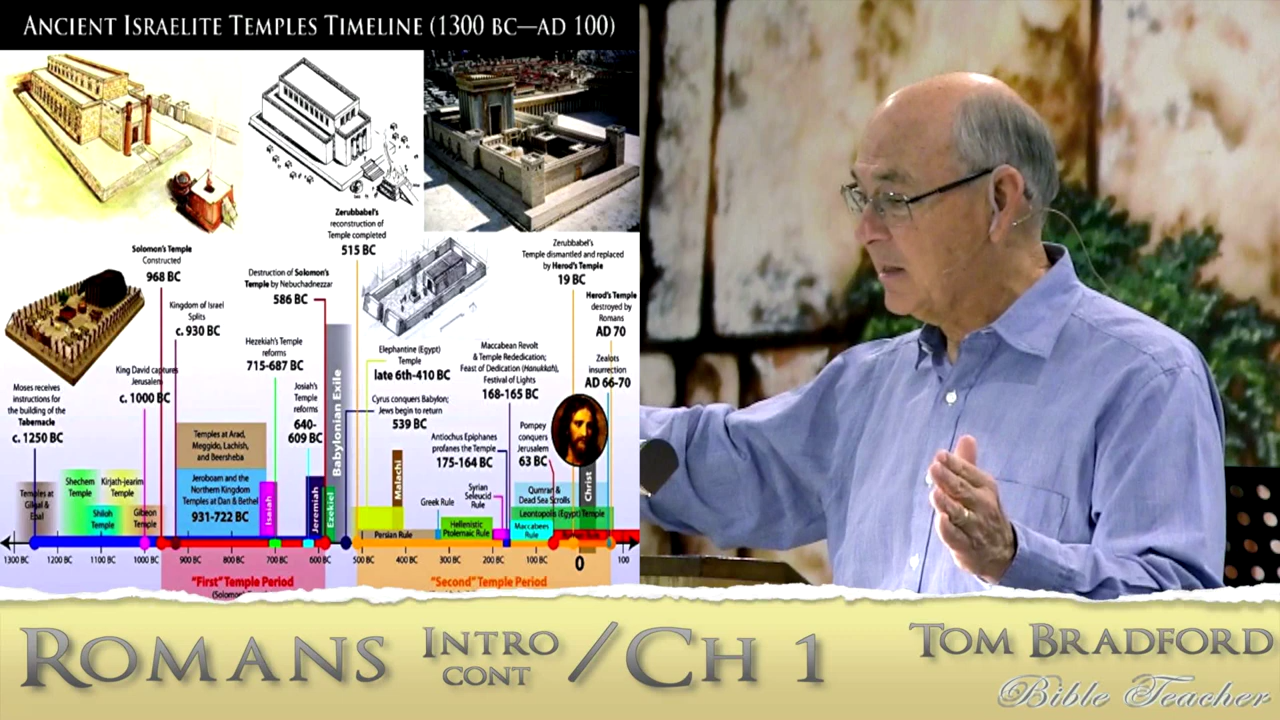 ANCIENT ISRAELITE TEMPLES TIMELINE (1300 BC—AD 100)
Zerubbabel's
reconstruction of
Temple completed
515 BC
Solomon's Temple
Constructed
968 BC
Kingdom of Israel
Splits
c. 930 BC
Destruction of Solomon's
Temple by Nebuchadnezzar
586 BC
Zerubbabel's
Temple dismantled and replaced
by Herod's Temple
19 BC
Herod's Temple
destroyed by
Romans
AD 70
Hezekiah's Temple
reforms
715-687 BC
Elephantine (Egypt)
Temple
late 6th-410 BC
Maccabean Revolt
& Temple Rededication;
Feast of Dedication (Hanukkah),
Festival of Lights
168-165 BC
Zealots
insurrection
AD 66-70
King David captures
Jerusalem
c. 1000 BC
Moses receives
instructions for
the building of the
Tabernacle
c. 1250 BC
Josiah's
Temple
reforms
640-
609 BC
Cyrus conquers Babylon;
Jews begin to return
539 BC
Antiochus Epiphanes
profanes the Temple
175-164 BC
Pompey
conquers
Jerusalem
63 BC
Temples at Arad,
Meggido, Lachish,
and Beersheba
Jeroboam and the
Northern Kingdom
Temples at Dan & Bethel
931-722 BC
Temples at
Gilgal &
Ebal
Shechem
Temple
Kirjath-jearim
Temple
Shiloh
Temple
Gibeon
Temple
Isaiah
Jeremiah
Ezekiel
Babylonian Exile
Malachi
Persian Rule
Greek Rule
Hellenistic
Ptolemaic Rule
Syrian
Seleucid
Rule
Qumran &
Dead Sea Scrolls
Leontopolis (Egypt) Temple
Maccabees
Rule
Christ
1300 BC 1200 BC 1100 BC 1000 BC 900 BC 800 BC 700 BC 600 BC 500 BC 400 BC 300 BC 200 BC 100 BC 0 100
"First" Temple Period
"Second" Temple Period
ROMANS INTRO CONT / CH 1
TOM BRADFORD
Bible Teacher